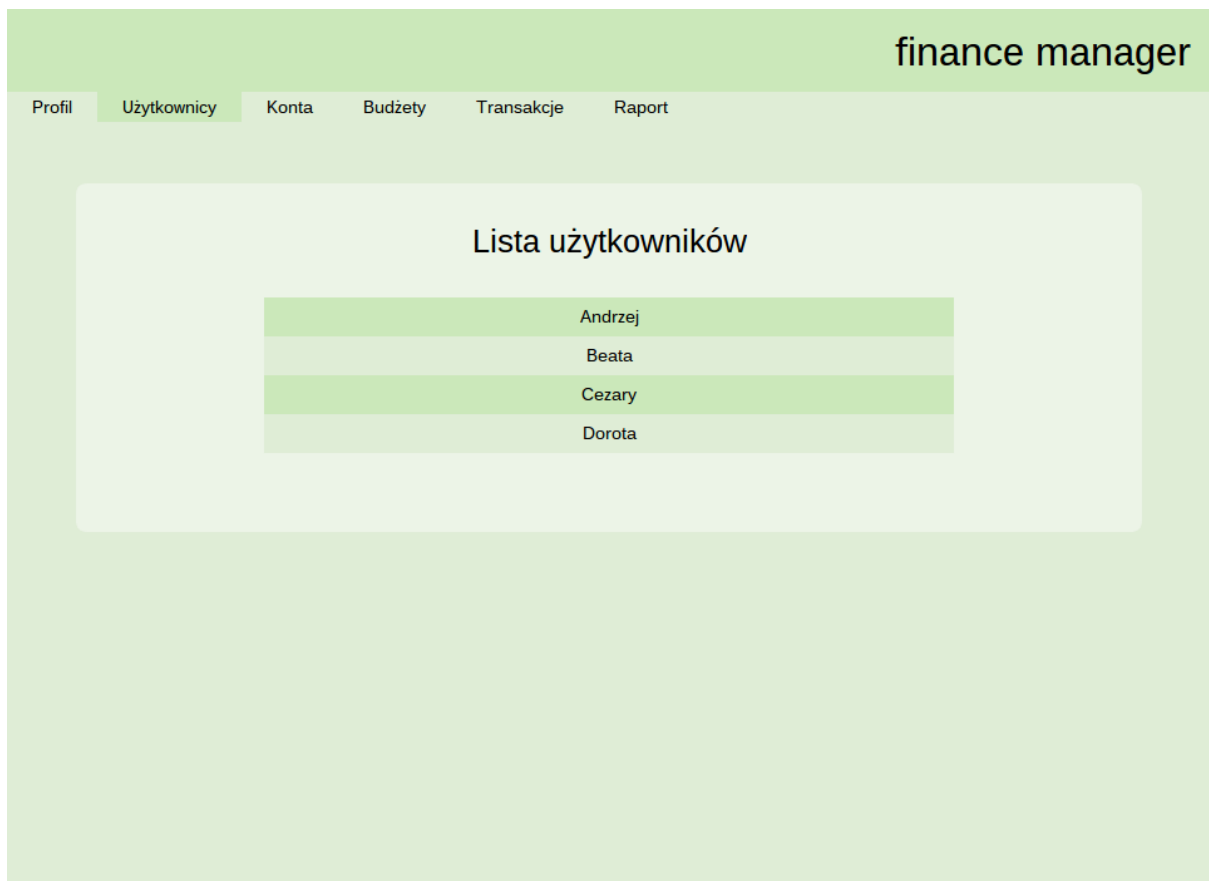 finance manager
Profil Użytkownicy Konta Budżety Transakcje Raport
Lista użytkowników
Andrzej
Beata
Cezary
Dorota